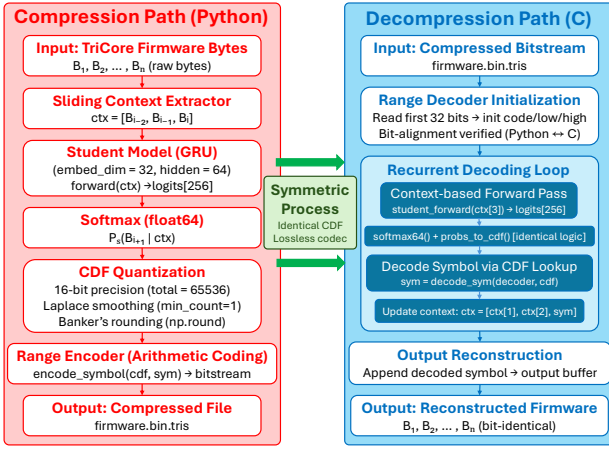 Compression Path (Python)
Input: TriCore Firmware Bytes
B₁, B₂, ... , Bₙ (raw bytes)
Sliding Context Extractor
ctx = [Bᵢ₋₂, Bᵢ₋₁, Bᵢ]
Student Model (GRU)
(embed_dim = 32, hidden = 64)
forward(ctx) → logits[256]
Softmax (float64)
Pₛ(Bᵢ₊₁ | ctx)
CDF Quantization
16-bit precision (total = 65536)
Laplace smoothing (min_count=1)
Banker's rounding (np.round)
Range Encoder (Arithmetic Coding)
encode_symbol(cdf, sym) → bitstream
Output: Compressed File
firmware.bin.tris
Symmetric
Process
Identical CDF
Lossless codec
Decompression Path (C)
Input: Compressed Bitstream
firmware.bin.tris
Range Decoder Initialization
Read first 32 bits → init code/low/high
Bit-alignment verified (Python ↔ C)
Recurrent Decoding Loop
Context-based Forward Pass
student_forward(ctx[3]) → logits[256]
softmax64() + probs_to_cdf() [identical logic]
Decode Symbol via CDF Lookup
sym = decode_sym(decoder, cdf)
Update context: ctx = [ctx[1], ctx[2], sym]
Output Reconstruction
Append decoded symbol → output buffer
Output: Reconstructed Firmware
B₁, B₂, ... , Bₙ (bit-identical)